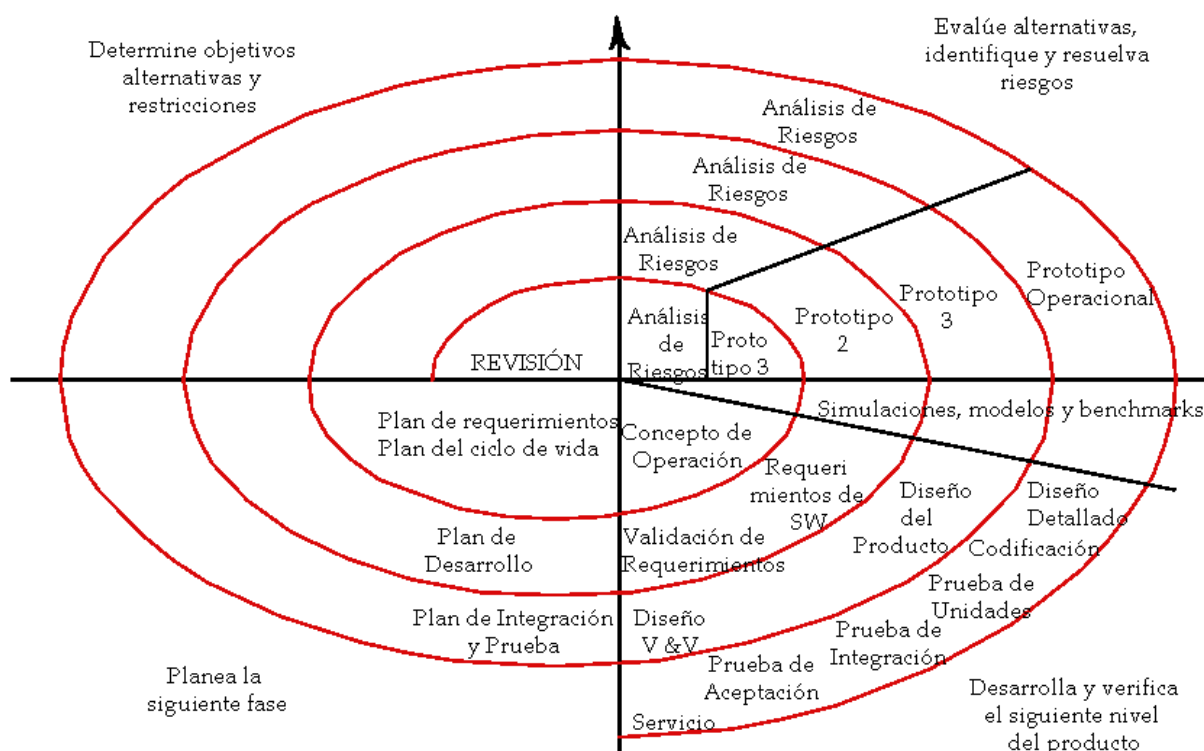 Determine objetivos
alternativas y
restricciones
Evalúe alternativas,
identifique y resuelva
riesgos
Análisis de
Riesgos
Análisis de
Riesgos
Análisis de
Riesgos
Análisis
de
Riesgos
Proto
tipo 3
Prototipo
2
Prototipo
3
Prototipo
Operacional
REVISIÓN
Simulaciones, modelos y benchmarks
Plan de requerimientos
Plan del ciclo de vida
Concepto de
Operación
Requeri
mientos de
SW
Diseño
del
Producto
Diseño
Detallado
Codificación
Plan de
Desarrollo
Validación de
Requerimientos
Prueba de
Unidades
Plan de Integración
y Prueba
Diseño
V &V
Prueba de
Integración
Prueba de
Aceptación
Servicio
Planea la
siguiente fase
Desarrolla y verifica
el siguiente nivel
del producto